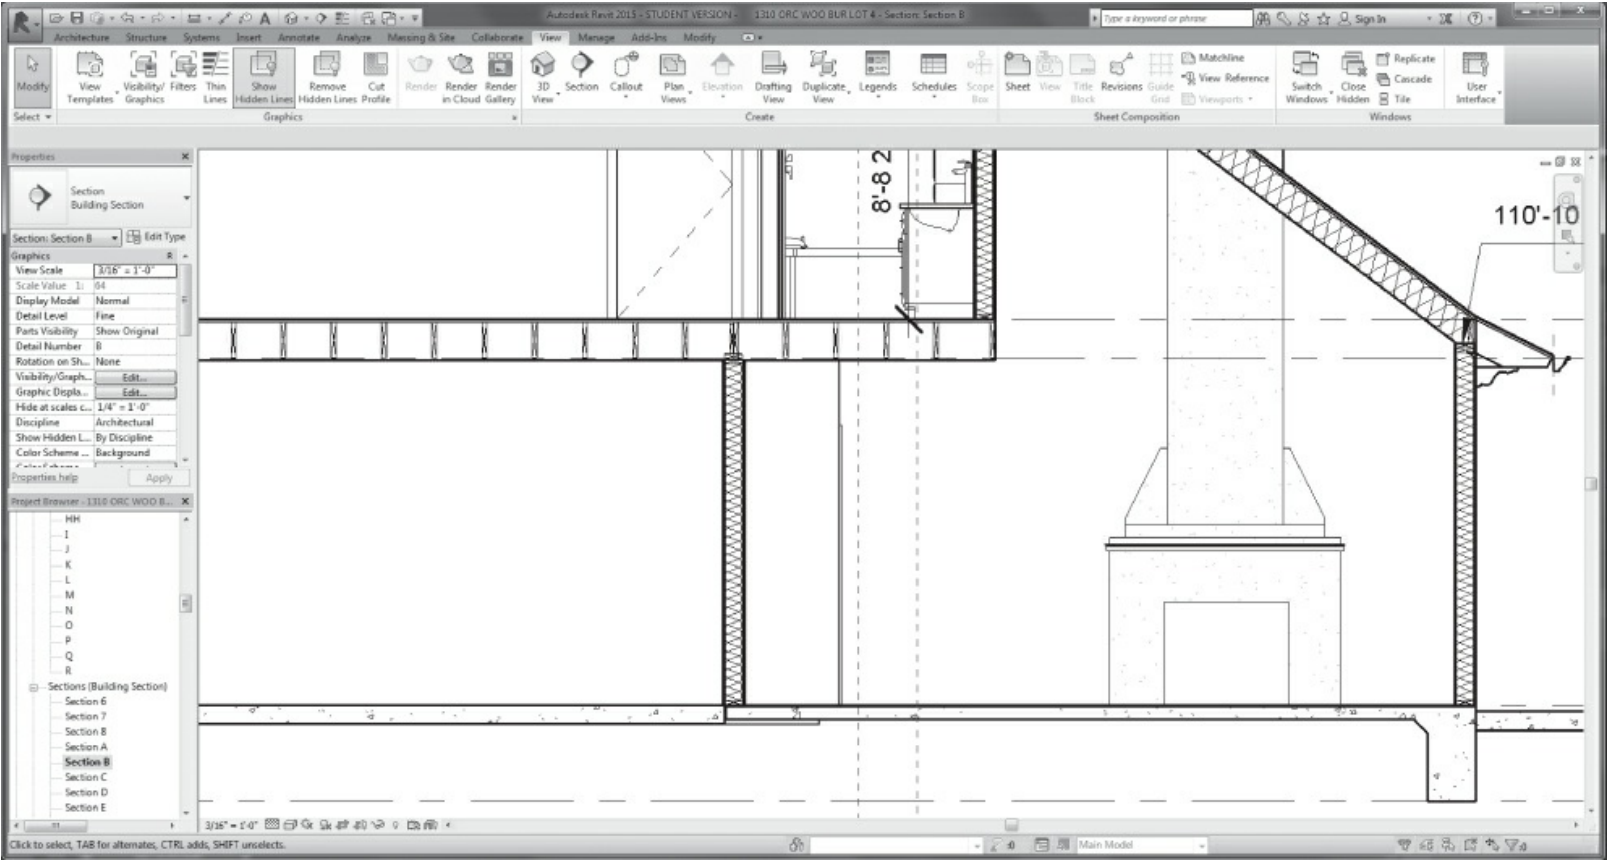 Autodesk Revit 2015 - STUDENT VERSION - 1310 ORC WOO BUR LOT 4 - Section: Section B
Type a keyword or phrase
Sign In
Architecture Structure Systems Insert Annotate Analyze Massing & Site Collaborate View Manage Add-Ins Modify
Modify
View Templates
Visibility/ Graphics
Filters
Thin Lines
Show Hidden Lines
Remove Hidden Lines
Cut Profile
Render
Render in Cloud
Render Gallery
3D View
Section
Callout
Plan Views
Elevation
Drafting View
Duplicate View
Legends
Schedules
Scope Box
Sheet
View
Title Block
Revisions
Guide Grid
Matchline
View Reference
Viewports
Switch Windows
Close Hidden
Replicate
Cascade
Tile
User Interface
Select
Graphics
Create
Sheet Composition
Windows
Properties
Section
Building Section
Section: Section B
Edit Type
Graphics
View Scale 3/16" = 1'-0"
Scale Value 1: 64
Display Model Normal
Detail Level Fine
Parts Visibility Show Original
Detail Number B
Rotation on Sh... None
Visibility/Graph... Edit...
Graphic Displa... Edit...
Hide at scales c... 1/4" = 1'-0"
Discipline Architectural
Show Hidden L... By Discipline
Color Scheme ... Background
Properties help
Apply
Project Browser - 1310 ORC WOO B...
HH
I
J
K
L
M
N
O
P
Q
R
Sections (Building Section)
Section 6
Section 7
Section 8
Section A
Section B
Section C
Section D
Section E
8'-8 2
110'-10
3/16" = 1'-0"
Click to select, TAB for alternates, CTRL adds, SHIFT unselects.
:0
Main Model
:0